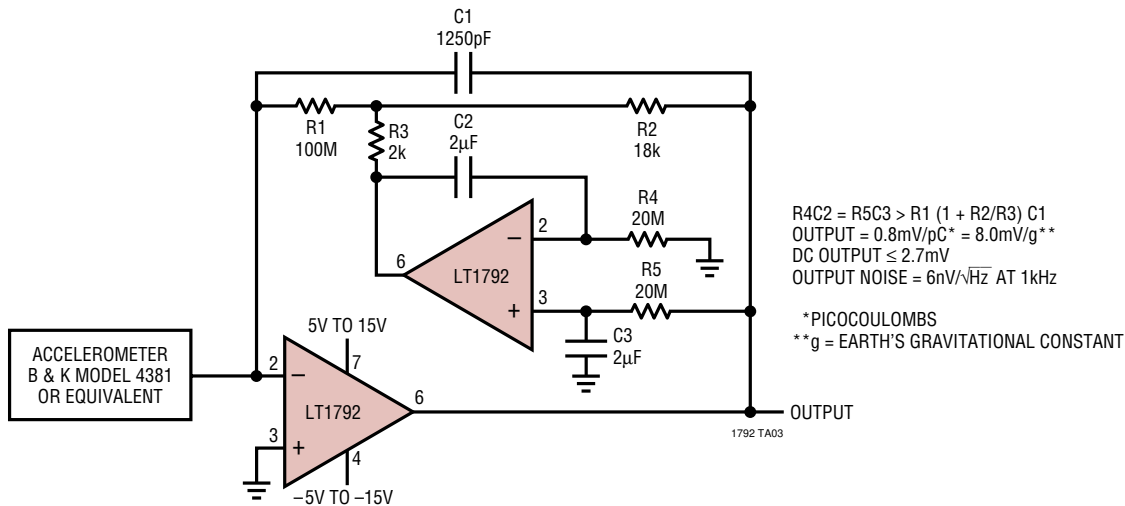 C1
1250pF
R1
100M
R3
2k
C2
2µF
R2
18k
2
R4
20M
6
LT1792
R5
20M
3
C3
2µF
R4C2 = R5C3 > R1 (1 + R2/R3) C1
OUTPUT = 0.8mV/pC* = 8.0mV/g**
DC OUTPUT ≤ 2.7mV
OUTPUT NOISE = 6nV/√Hz AT 1kHz
*PICOCOULOMBS
**g = EARTH'S GRAVITATIONAL CONSTANT
ACCELEROMETER
B & K MODEL 4381
OR EQUIVALENT
5V TO 15V
7
2
LT1792
6
3
4
–5V TO –15V
OUTPUT
1792 TA03